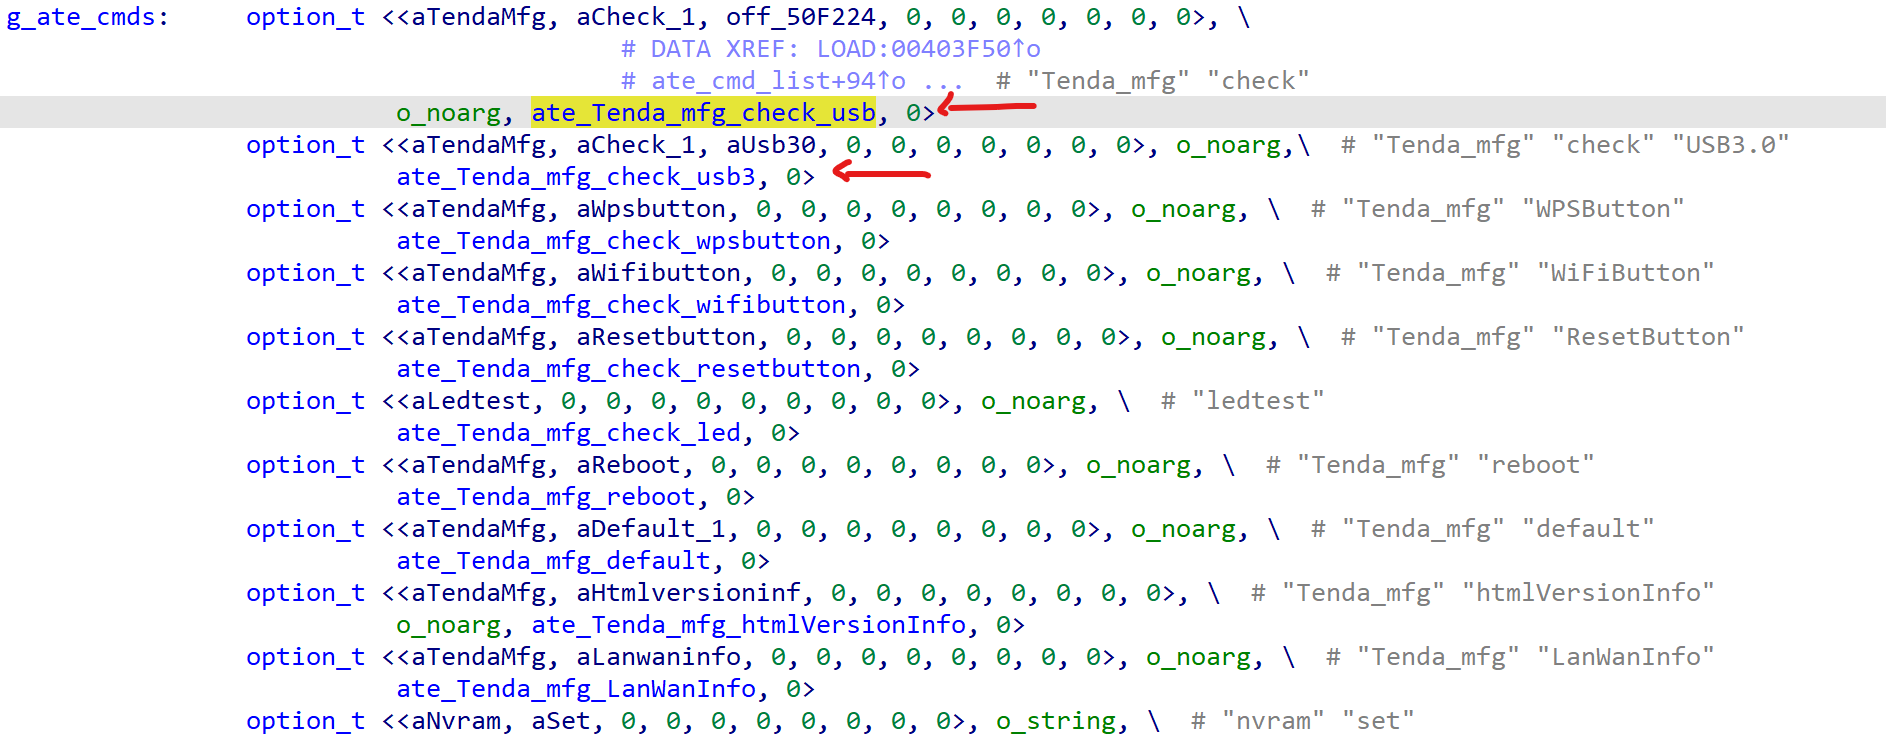 g_ate_cmds: option_t <<aTendaMfg, aCheck_1, off_50F224, 0, 0, 0, 0, 0, 0, 0>, \
# DATA XREF: LOAD:00403F50↑o
# ate_cmd_list+94↑o ... # "Tenda_mfg" "check"
o_noarg, ate_Tenda_mfg_check_usb, 0>
option_t <<aTendaMfg, aCheck_1, aUsb30, 0, 0, 0, 0, 0, 0, 0>, o_noarg,\ # "Tenda_mfg" "check" "USB3.0"
ate_Tenda_mfg_check_usb3, 0>
option_t <<aTendaMfg, aWpsbutton, 0, 0, 0, 0, 0, 0, 0, 0>, o_noarg, \ # "Tenda_mfg" "WPSButton"
ate_Tenda_mfg_check_wpsbutton, 0>
option_t <<aTendaMfg, aWifibutton, 0, 0, 0, 0, 0, 0, 0, 0>, o_noarg, \ # "Tenda_mfg" "WiFiButton"
ate_Tenda_mfg_check_wifibutton, 0>
option_t <<aTendaMfg, aResetbutton, 0, 0, 0, 0, 0, 0, 0, 0>, o_noarg, \ # "Tenda_mfg" "ResetButton"
ate_Tenda_mfg_check_resetbutton, 0>
option_t <<aLedtest, 0, 0, 0, 0, 0, 0, 0, 0, 0>, o_noarg, \ # "ledtest"
ate_Tenda_mfg_check_led, 0>
option_t <<aTendaMfg, aReboot, 0, 0, 0, 0, 0, 0, 0, 0>, o_noarg, \ # "Tenda_mfg" "reboot"
ate_Tenda_mfg_reboot, 0>
option_t <<aTendaMfg, aDefault_1, 0, 0, 0, 0, 0, 0, 0, 0>, o_noarg, \ # "Tenda_mfg" "default"
ate_Tenda_mfg_default, 0>
option_t <<aTendaMfg, aHtmlversioninf, 0, 0, 0, 0, 0, 0, 0, 0>, \ # "Tenda_mfg" "htmlVersionInfo"
o_noarg, ate_Tenda_mfg_htmlVersionInfo, 0>
option_t <<aTendaMfg, aLanwaninfo, 0, 0, 0, 0, 0, 0, 0, 0>, o_noarg, \ # "Tenda_mfg" "LanWanInfo"
ate_Tenda_mfg_LanWanInfo, 0>
option_t <<aNvram, aSet, 0, 0, 0, 0, 0, 0, 0, 0>, o_string, \ # "nvram" "set"